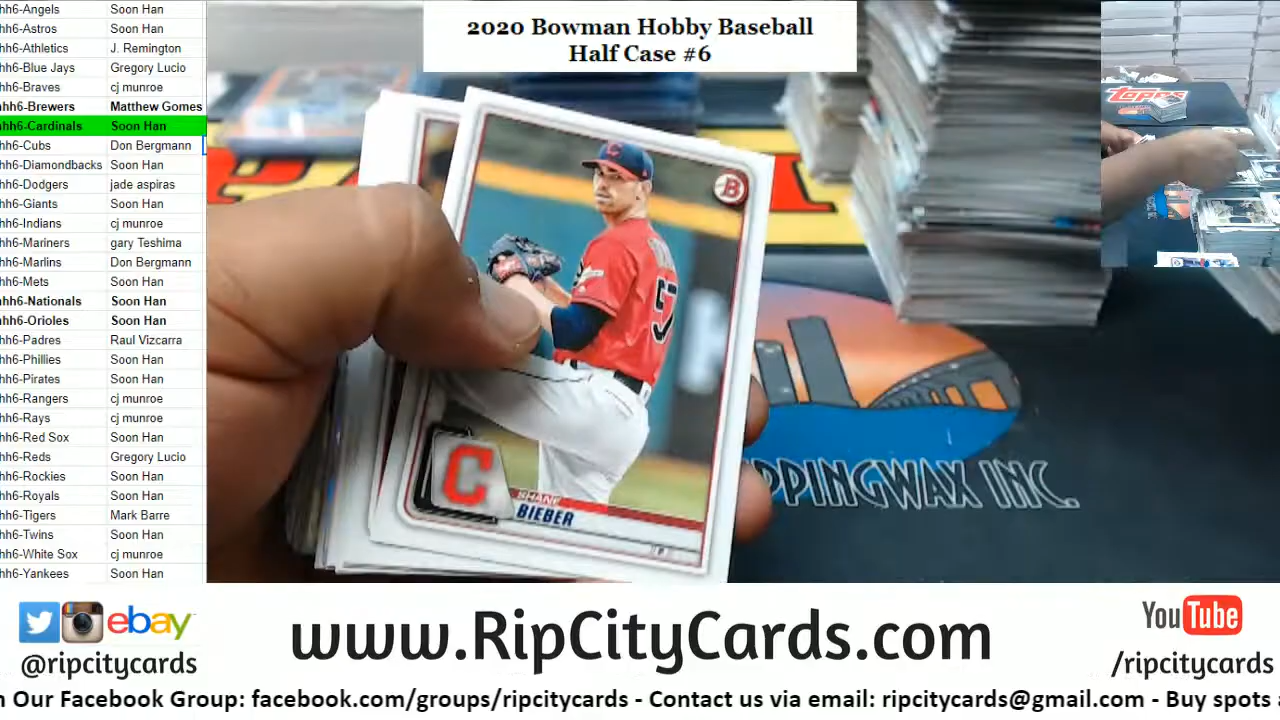 hh6-Angels Soon Han
hh6-Astros Soon Han
hh6-Athletics J. Remington
hh6-Blue Jays Gregory Lucio
hh6-Braves cj munroe
hh6-Brewers Matthew Gomes
hh6-Cardinals Soon Han
hh6-Cubs Don Bergmann
hh6-Diamondbacks Soon Han
hh6-Dodgers jade aspiras
hh6-Giants Soon Han
hh6-Indians cj munroe
hh6-Mariners gary Teshima
hh6-Marlins Don Bergmann
hh6-Mets Soon Han
hh6-Nationals Soon Han
hh6-Orioles Soon Han
hh6-Padres Raul Vizcarra
hh6-Phillies Soon Han
hh6-Pirates Soon Han
hh6-Rangers cj munroe
hh6-Rays cj munroe
hh6-Red Sox Soon Han
hh6-Reds Gregory Lucio
hh6-Rockies Soon Han
hh6-Royals Soon Han
hh6-Tigers Mark Barre
hh6-Twins Soon Han
hh6-White Sox cj munroe
hh6-Yankees Soon Han
2020 Bowman Hobby Baseball
Half Case #6
Topps
C
B
57
C
SHANE
BIEBER
P
PPINGWAX INC.
ebay
@ripcitycards
www.RipCityCards.com
YouTube
/ripcitycards
n Our Facebook Group: facebook.com/groups/ripcitycards - Contact us via email: ripcitycards@gmail.com - Buy spots a